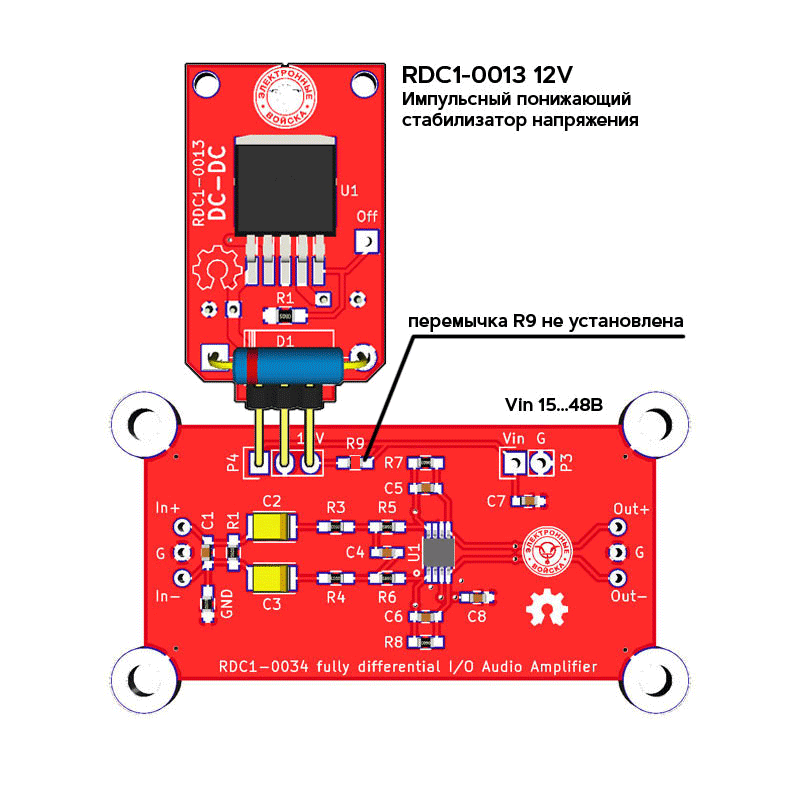 RDC1-0013 12V
Импульсный понижающий
стабилизатор напряжения
ЭЛЕКТРОННЫЕ
ВОЙСКА
RDC1-0013
DC-DC
U1
Off
R1
D1
перемычка R9 не установлена
Vin 15...48В
P4
R9
Vin G
P3
R7
C5
C7
In+
G
In-
C1
R1
GND
C2
C3
R3
R4
R5
C4
R6
U1
ЭЛЕКТРОННЫЕ
ВОЙСКА
Out+
G
Out-
C6
C8
R8
RDC1-0034 fully differential I/O Audio Amplifier